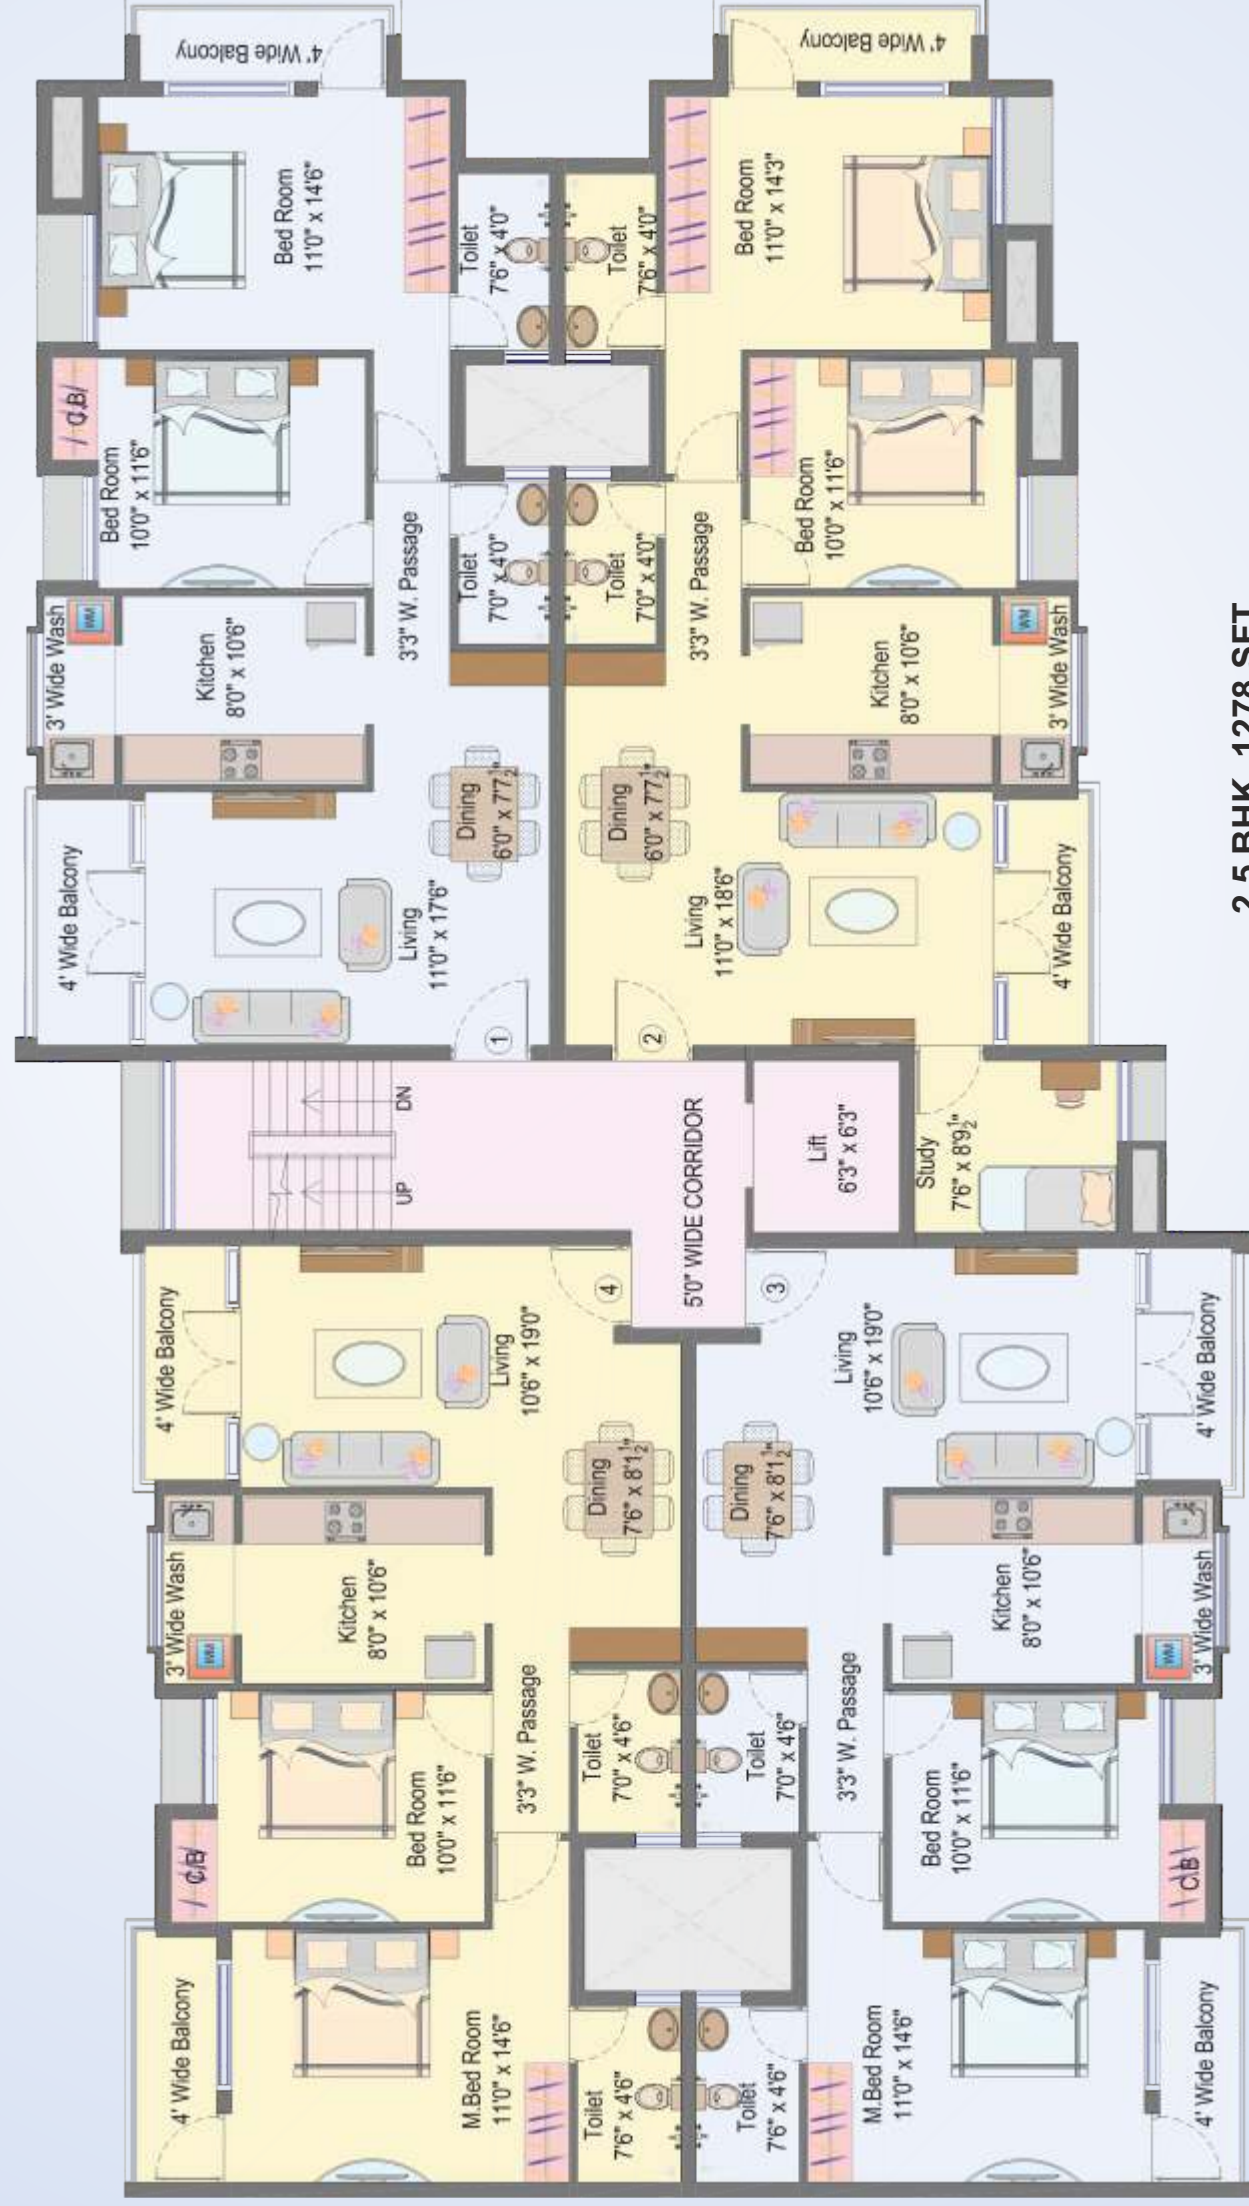 4' Wide Balcony
4' Wide Balcony
Bed Room
11'0" x 14'6"
Toilet
7'6" x 4'0"
Toilet
7'6" x 4'0"
Bed Room
11'0" x 14'3"
C.B
Bed Room
10'0" x 11'6"
3'3" W. Passage
Toilet
7'0" x 4'0"
Toilet
7'0" x 4'0"
3'3" W. Passage
Bed Room
10'0" x 11'6"
3' Wide Wash
WM
Kitchen
8'0" x 10'6"
Kitchen
8'0" x 10'6"
WM
3' Wide Wash
Dining
6'0" x 7'7½"
Dining
6'0" x 7'7½"
4' Wide Balcony
Living
11'0" x 17'6"
Living
11'0" x 18'6"
4' Wide Balcony
1
2
DN
UP
5'0" WIDE CORRIDOR
Lift
6'3" x 6'3"
Study
7'6" x 8'9½"
4
3
4' Wide Balcony
Living
10'6" x 19'0"
Living
10'6" x 19'0"
4' Wide Balcony
Dining
7'6" x 8'1½"
Dining
7'6" x 8'1½"
3' Wide Wash
WM
Kitchen
8'0" x 10'6"
Kitchen
8'0" x 10'6"
WM
3' Wide Wash
C.B
Bed Room
10'0" x 11'6"
3'3" W. Passage
Toilet
7'0" x 4'6"
Toilet
7'0" x 4'6"
3'3" W. Passage
Bed Room
10'0" x 11'6"
C.B
4' Wide Balcony
M.Bed Room
11'0" x 14'6"
Toilet
7'6" x 4'6"
Toilet
7'6" x 4'6"
M.Bed Room
11'0" x 14'6"
4' Wide Balcony
2.5 BHK 1278 SFT